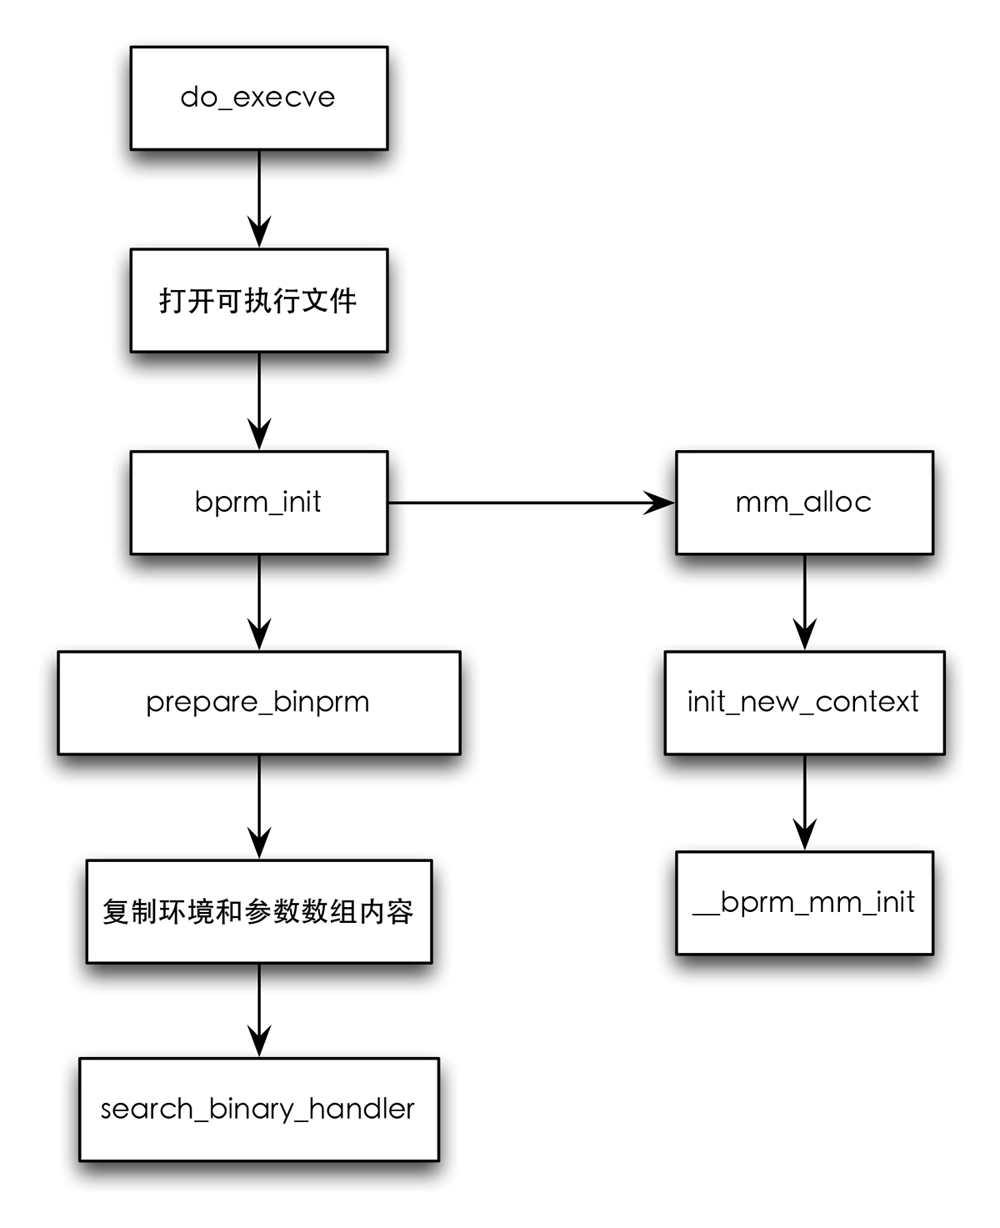 do_execve
打开可执行文件
bprm_init
mm_alloc
prepare_binprm
init_new_context
复制环境和参数数组内容
__bprm_mm_init
search_binary_handler